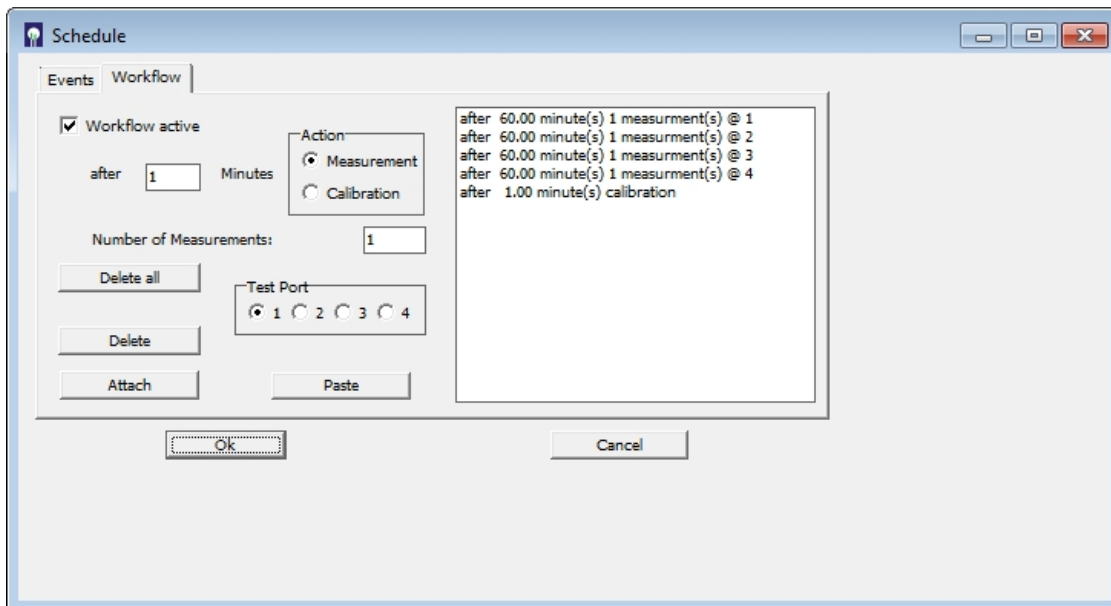 Schedule
Events Workflow
Workflow active
after 1 Minutes
Action
Measurement
Calibration
Number of Measurements: 1
Delete all
Test Port
1 2 3 4
Delete
Attach Paste
after 60.00 minute(s) 1 measurment(s) @ 1
after 60.00 minute(s) 1 measurment(s) @ 2
after 60.00 minute(s) 1 measurment(s) @ 3
after 60.00 minute(s) 1 measurment(s) @ 4
after 1.00 minute(s) calibration
Ok Cancel